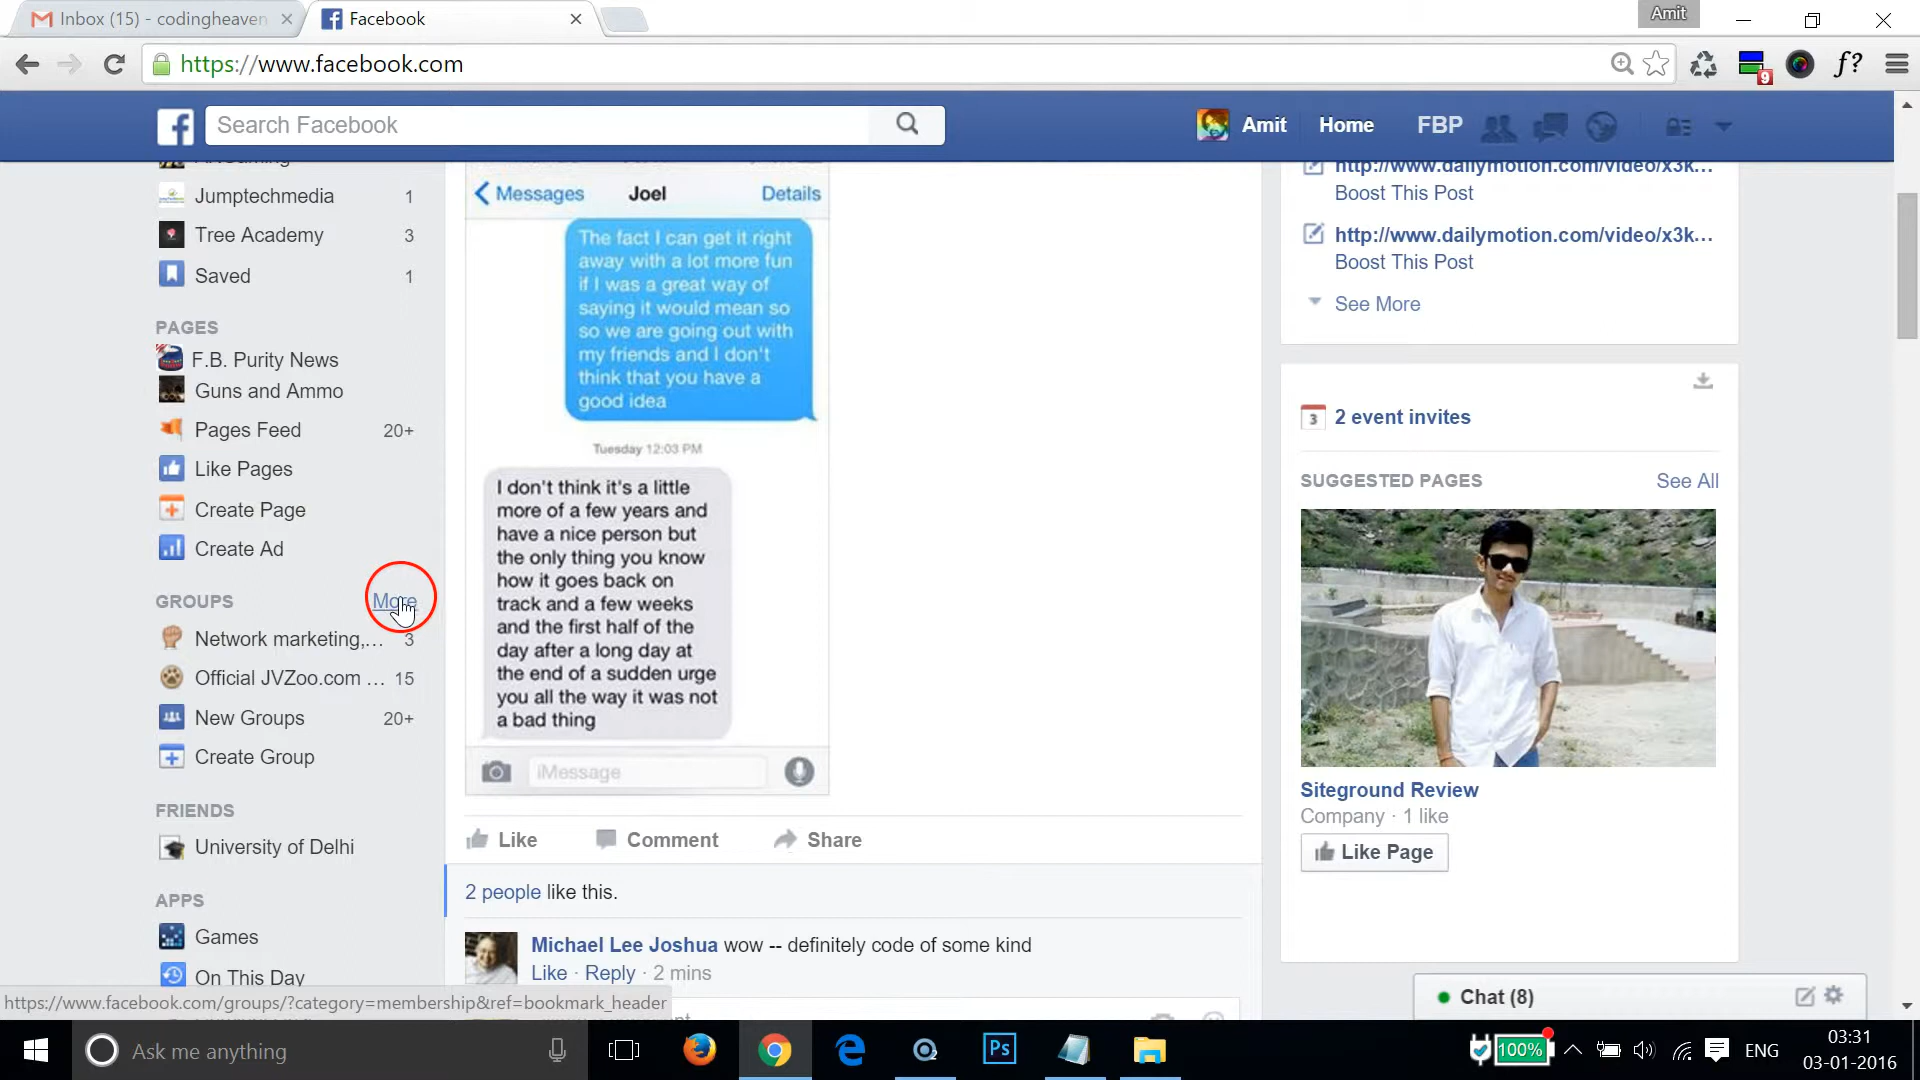 Inbox (15) - codingheaven
Facebook
Amit
https://www.facebook.com
9
f?
Search Facebook
Amit
Home
FBP
Jumptechmedia 1
Tree Academy 3
Saved 1
PAGES
F.B. Purity News
Guns and Ammo
Pages Feed 20+
Like Pages
Create Page
Create Ad
GROUPS More
Network marketing,... 3
Official JVZoo.com ... 15
New Groups 20+
Create Group
FRIENDS
University of Delhi
APPS
Games
On This Day
https://www.facebook.com/groups/?category=membership&ref=bookmark_header
Messages Joel Details
The fact I can get it right
away with a lot more fun
if I was a great way of
saying it would mean so
so we are going out with
my friends and I don't
think that you have a
good idea
Tuesday 12:03 PM
I don't think it's a little
more of a few years and
have a nice person but
the only thing you know
how it goes back on
track and a few weeks
and the first half of the
day after a long day at
the end of a sudden urge
you all the way it was not
a bad thing
iMessage
Like Comment Share
2 people like this.
Michael Lee Joshua wow -- definitely code of some kind
Like · Reply · 2 mins
http://www.dailymotion.com/video/x3k...
Boost This Post
http://www.dailymotion.com/video/x3k...
Boost This Post
See More
3 2 event invites
SUGGESTED PAGES See All
Siteground Review
Company · 1 like
Like Page
Chat (8)
Ask me anything
Ps
100%
ENG
03:31
03-01-2016